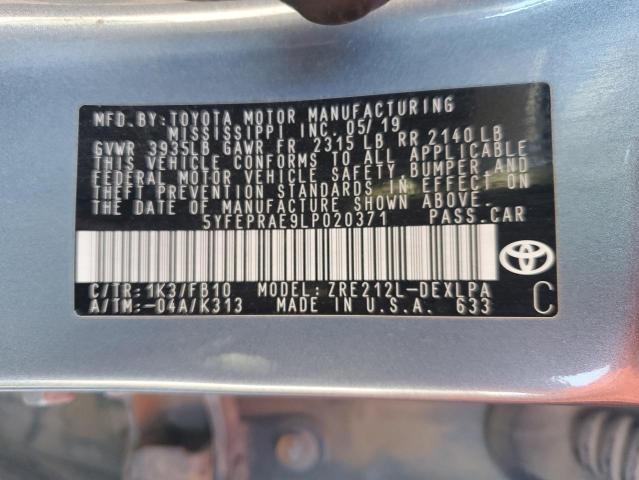 MFD.BY:TOYOTA MOTOR MANUFACTURING
MISSISSIPPI INC.05/19
GVWR 3935LB GAWR FR 2315 LB RR 2140 LB
THIS VEHICLE CONFORMS TO ALL APPLICABLE
FEDERAL MOTOR VEHICLE SAFETY,BUMPER,AND
THEFT PREVENTION STANDARDS IN EFFECT ON
THE DATE OF MANUFACTURE SHOWN ABOVE.
5YFEPRAE9LP020371 PASS.CAR
C/TR:1K3/FB10 MODEL:ZRE212L-DEXLPA
A/TM:-04A/K313 MADE IN U.S.A. 633 C